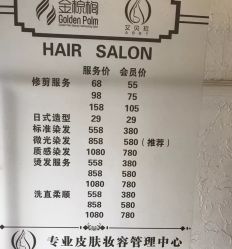 金棕榈
Golden Palm
艾贝拉
HAIR SALON
服务价 会员价
修剪服务 68 55
98 75
158 105
日式造型 29 29
标准染发 558 380
微光染发 858 580 (推荐)
质感染发 1080 780
烫发服务 558 380
858 580
1080 780
洗直柔顺 558 380
858 580
1080 780
专业皮肤妆容管理中心